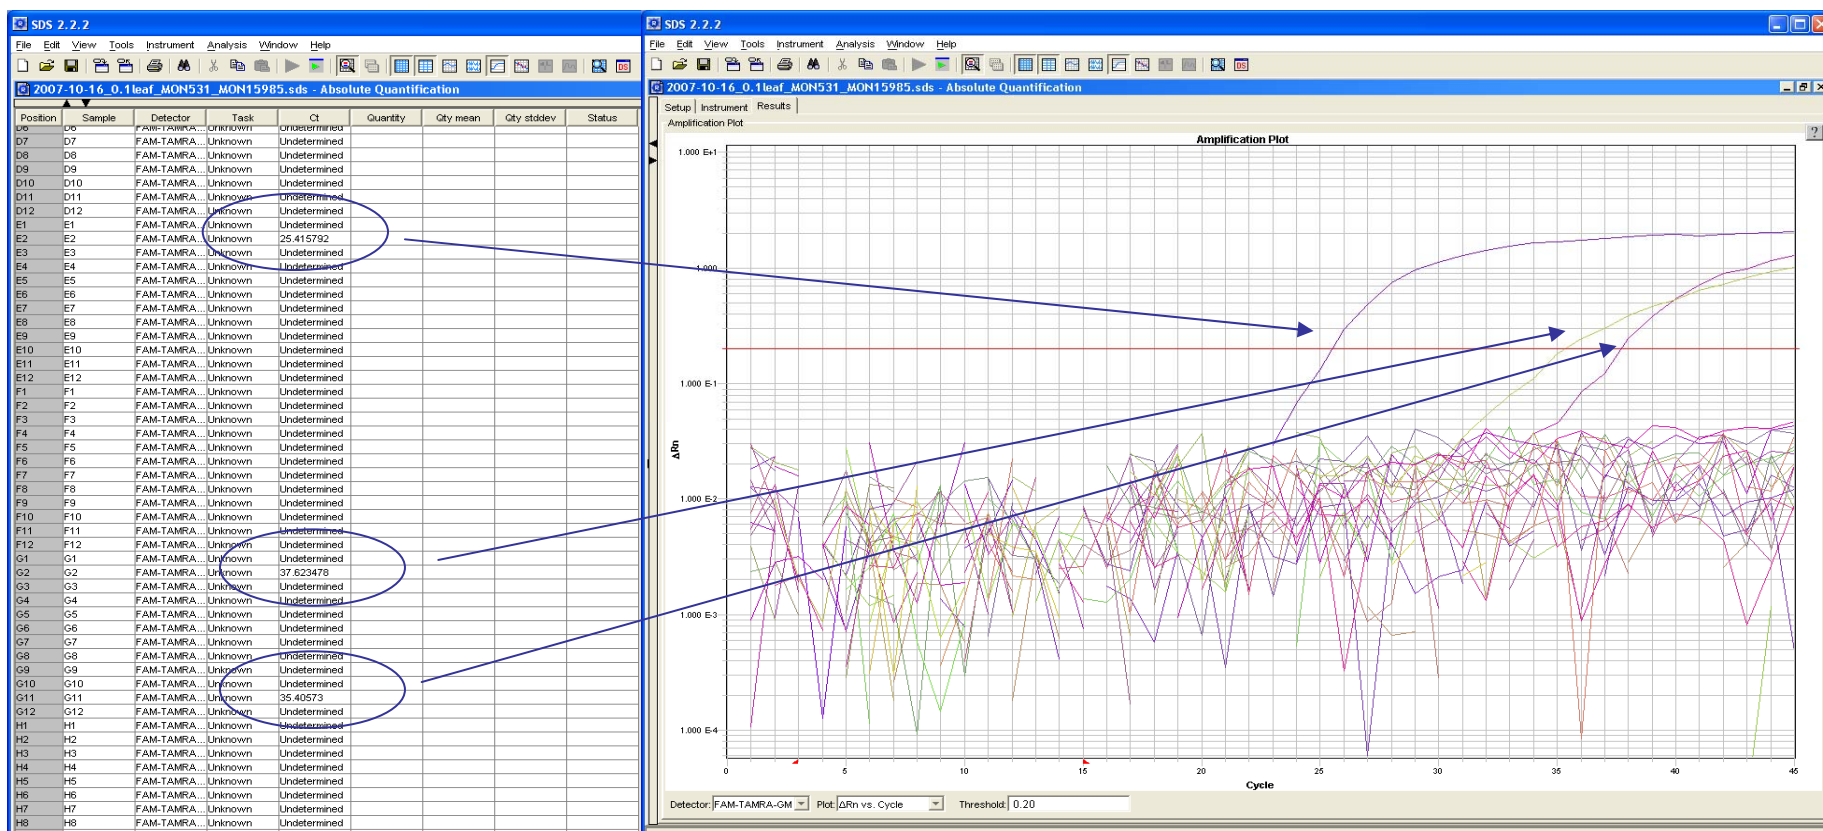 SDS 2.2.2
File Edit View Tools Instrument Analysis Window Help
2007-10-16_0.1leaf_MON531_MON15985.sds - Absolute Quantification
Position Sample Detector Task Ct Quantity Qty mean Qty stddev Status
D6 D6 FAM-TAMRA... Unknown Undetermined
D7 D7 FAM-TAMRA... Unknown Undetermined
D8 D8 FAM-TAMRA... Unknown Undetermined
D9 D9 FAM-TAMRA... Unknown Undetermined
D10 D10 FAM-TAMRA... Unknown Undetermined
D11 D11 FAM-TAMRA... Unknown Undetermined
D12 D12 FAM-TAMRA... Unknown Undetermined
E1 E1 FAM-TAMRA... Unknown Undetermined
E2 E2 FAM-TAMRA... Unknown 25.415792
E3 E3 FAM-TAMRA... Unknown Undetermined
E4 E4 FAM-TAMRA... Unknown Undetermined
E5 E5 FAM-TAMRA... Unknown Undetermined
E6 E6 FAM-TAMRA... Unknown Undetermined
E7 E7 FAM-TAMRA... Unknown Undetermined
E8 E8 FAM-TAMRA... Unknown Undetermined
E9 E9 FAM-TAMRA... Unknown Undetermined
E10 E10 FAM-TAMRA... Unknown Undetermined
E11 E11 FAM-TAMRA... Unknown Undetermined
E12 E12 FAM-TAMRA... Unknown Undetermined
F1 F1 FAM-TAMRA... Unknown Undetermined
F2 F2 FAM-TAMRA... Unknown Undetermined
F3 F3 FAM-TAMRA... Unknown Undetermined
F4 F4 FAM-TAMRA... Unknown Undetermined
F5 F5 FAM-TAMRA... Unknown Undetermined
F6 F6 FAM-TAMRA... Unknown Undetermined
F7 F7 FAM-TAMRA... Unknown Undetermined
F8 F8 FAM-TAMRA... Unknown Undetermined
F9 F9 FAM-TAMRA... Unknown Undetermined
F10 F10 FAM-TAMRA... Unknown Undetermined
F11 F11 FAM-TAMRA... Unknown Undetermined
F12 F12 FAM-TAMRA... Unknown Undetermined
G1 G1 FAM-TAMRA... Unknown Undetermined
G2 G2 FAM-TAMRA... Unknown 37.623478
G3 G3 FAM-TAMRA... Unknown Undetermined
G4 G4 FAM-TAMRA... Unknown Undetermined
G5 G5 FAM-TAMRA... Unknown Undetermined
G6 G6 FAM-TAMRA... Unknown Undetermined
G7 G7 FAM-TAMRA... Unknown Undetermined
G8 G8 FAM-TAMRA... Unknown Undetermined
G9 G9 FAM-TAMRA... Unknown Undetermined
G10 G10 FAM-TAMRA... Unknown Undetermined
G11 G11 FAM-TAMRA... Unknown 35.40573
G12 G12 FAM-TAMRA... Unknown Undetermined
H1 H1 FAM-TAMRA... Unknown Undetermined
H2 H2 FAM-TAMRA... Unknown Undetermined
H3 H3 FAM-TAMRA... Unknown Undetermined
H4 H4 FAM-TAMRA... Unknown Undetermined
H5 H5 FAM-TAMRA... Unknown Undetermined
H6 H6 FAM-TAMRA... Unknown Undetermined
H7 H7 FAM-TAMRA... Unknown Undetermined
H8 H8 FAM-TAMRA... Unknown Undetermined
SDS 2.2.2
File Edit View Tools Instrument Analysis Window Help
DS
2007-10-16_0.1leaf_MON531_MON15985.sds - Absolute Quantification
Setup Instrument Results
Amplification Plot
?
Amplification Plot
1.000 E+1
1.000
1.000 E-1
ΔRn
1.000 E-2
1.000 E-3
1.000 E-4
0 5 10 15 20 25 30 35 40 45
Cycle
Detector: FAM-TAMRA-GM Plot: ΔRn vs. Cycle Threshold: 0.20